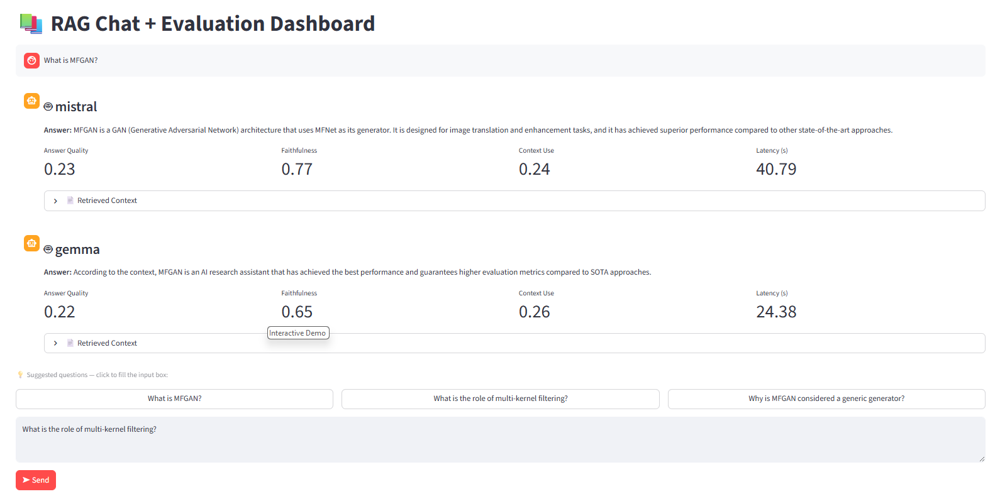 RAG Chat + Evaluation Dashboard
What is MFGAN?
mistral
Answer: MFGAN is a GAN (Generative Adversarial Network) architecture that uses MFNet as its generator. It is designed for image translation and enhancement tasks, and it has achieved superior performance compared to other state-of-the-art approaches.
Answer Quality Faithfulness Context Use Latency (s)
0.23 0.77 0.24 40.79
Retrieved Context
gemma
Answer: According to the context, MFGAN is an AI research assistant that has achieved the best performance and guarantees higher evaluation metrics compared to SOTA approaches.
Answer Quality Faithfulness Context Use Latency (s)
0.22 0.65 0.26 24.38
Interactive Demo
Retrieved Context
Suggested questions — click to fill the input box:
What is MFGAN? What is the role of multi-kernel filtering? Why is MFGAN considered a generic generator?
What is the role of multi-kernel filtering?
Send